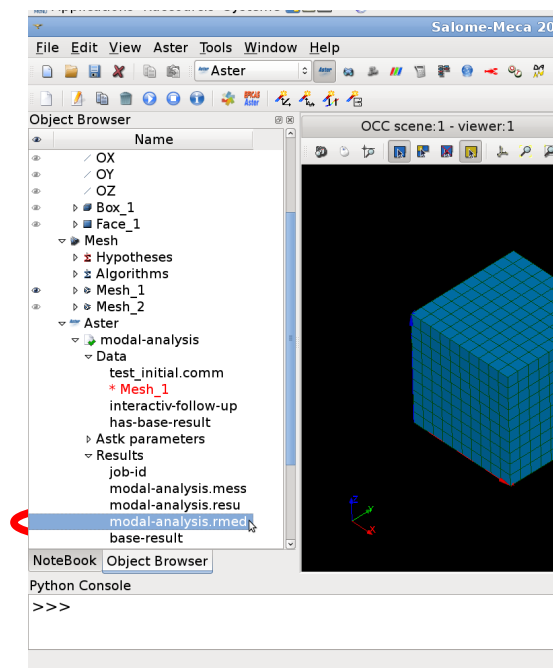 Applications Raccourcis Système
Salome-Meca 20
File Edit View Aster Tools Window Help
Aster
Object Browser
OCC scene:1 - viewer:1
Name
OX
OY
OZ
Box_1
Face_1
Mesh
Hypotheses
Algorithms
Mesh_1
Mesh_2
Aster
modal-analysis
Data
test_initial.comm
* Mesh_1
interactiv-follow-up
has-base-result
Astk parameters
Results
job-id
modal-analysis.mess
modal-analysis.resu
modal-analysis.rmed
base-result
Z
Y
X
NoteBook Object Browser
Python Console
>>>